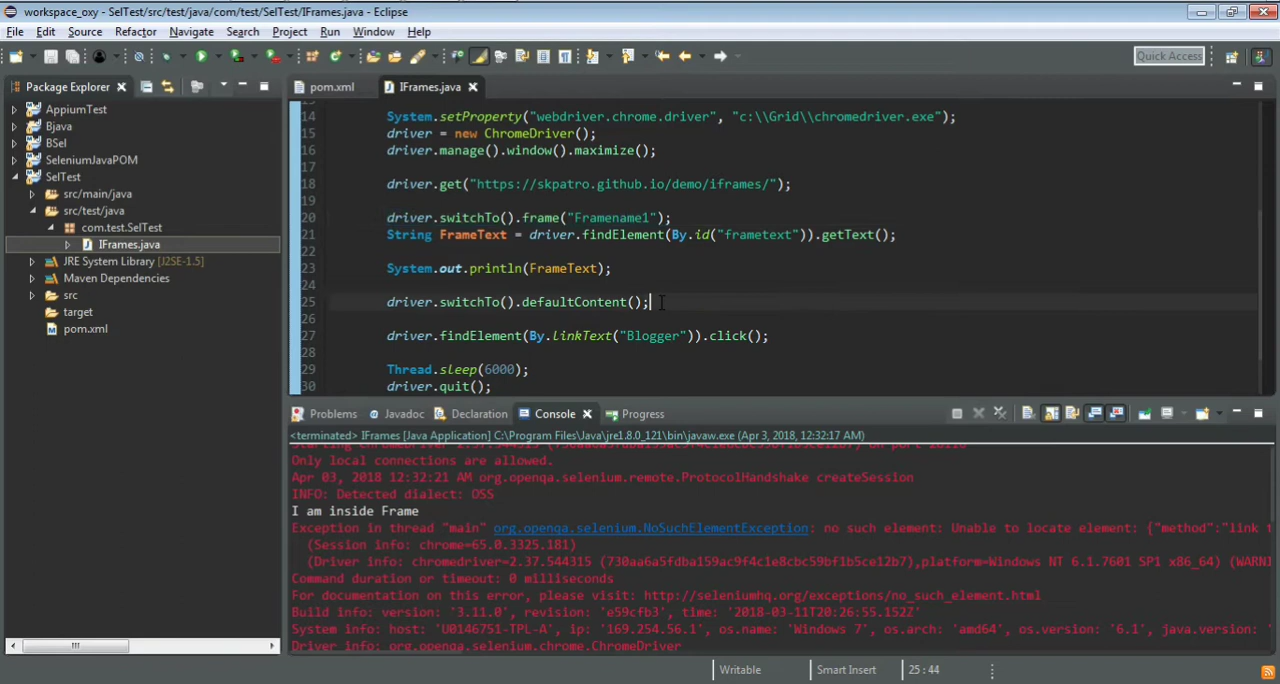 workspace_oxy - SelTest/src/test/java/com/test/SelTest/IFrames.java - Eclipse
File Edit Source Refactor Navigate Search Project Run Window Help
Quick Access
Package Explorer
AppiumTest
Bjava
BSel
SeleniumJavaPOM
SelTest
src/main/java
src/test/java
com.test.SelTest
IFrames.java
JRE System Library [J2SE-1.5]
Maven Dependencies
src
target
pom.xml
pom.xml IFrames.java
14 System.setProperty("webdriver.chrome.driver", "c:\\Grid\\chromedriver.exe");
15 driver = new ChromeDriver();
16 driver.manage().window().maximize();
17
18 driver.get("https://skpatro.github.io/demo/iframes/");
19
20 driver.switchTo().frame("Framename1");
21 String FrameText = driver.findElement(By.id("frametext")).getText();
22
23 System.out.println(FrameText);
24
25 driver.switchTo().defaultContent();
26
27 driver.findElement(By.linkText("Blogger")).click();
28
29 Thread.sleep(6000);
30 driver.quit();
Problems Javadoc Declaration Console Progress
<terminated> IFrames [Java Application] C:\Program Files\Java\jre1.8.0_121\bin\javaw.exe (Apr 3, 2018, 12:32:17 AM)
Only local connections are allowed.
Apr 03, 2018 12:32:21 AM org.openqa.selenium.remote.ProtocolHandshake createSession
INFO: Detected dialect: OSS
I am inside Frame
Exception in thread "main" org.openqa.selenium.NoSuchElementException: no such element: Unable to locate element: {"method":"link t
(Session info: chrome=65.0.3325.181)
(Driver info: chromedriver=2.37.544315 (730aa6a5fdba159ac9f4c1e8cbc59bf1b5ce12b7),platform=Windows NT 6.1.7601 SP1 x86_64) (WARNI
Command duration or timeout: 0 milliseconds
For documentation on this error, please visit: http://seleniumhq.org/exceptions/no_such_element.html
Build info: version: '3.11.0', revision: 'e59cfb3', time: '2018-03-11T20:26:55.152Z'
System info: host: 'U0146751-TPL-A', ip: '169.254.56.1', os.name: 'Windows 7', os.arch: 'amd64', os.version: '6.1', java.version: '
Driver info: org.openqa.selenium.chrome.ChromeDriver
Writable Smart Insert 25 : 44